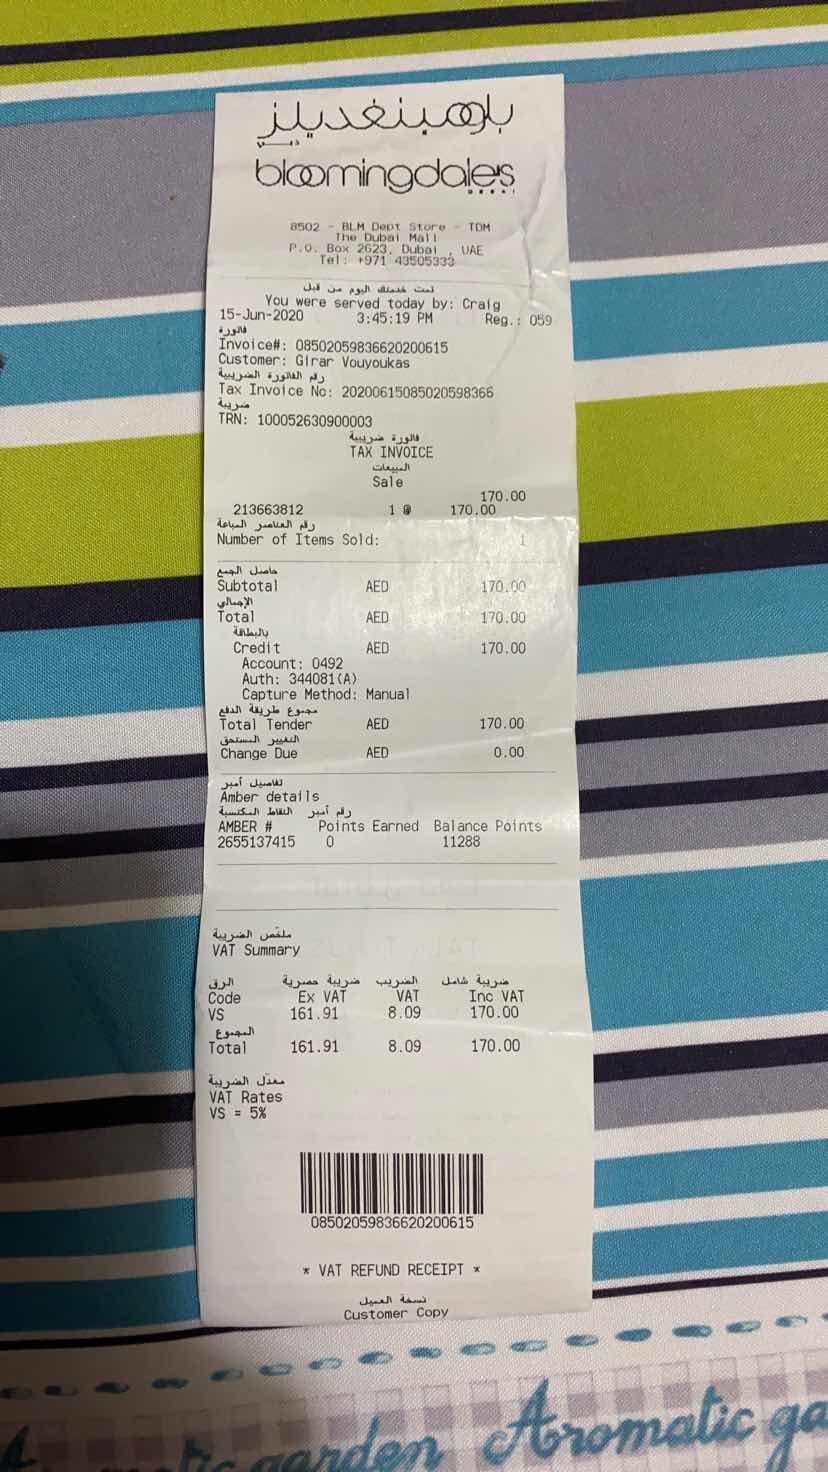 بلومينغديلز
دبي
bloomingdale's
DUBAI
8502 - BLM Dept Store - TDM
The Dubai Mall
P.O. Box 2623, Dubai , UAE
Tel: +971 43505333
تمت خدمتك اليوم من قبل
You were served today by: Craig
15-Jun-2020 3:45:19 PM Reg.: 059
فاتورة
Invoice#: 08502059836620200615
Customer: Girar Vouyoukas
رقم الفاتورة الضريبية
Tax Invoice No: 20200615085020598366
ضريبة
TRN: 100052630900003
فاتورة ضريبية
TAX INVOICE
المبيعات
Sale
170.00
213663812 1 @ 170.00
رقم العناصر المباعة
Number of Items Sold: 1
حاصل الجمع
Subtotal AED 170.00
الإجمالي
Total AED 170.00
بالبطاقة
Credit AED 170.00
Account: 0492
Auth: 344081(A)
Capture Method: Manual
مجموع طريقة الدفع
Total Tender AED 170.00
التغيير المستحق
Change Due AED 0.00
تفاصيل أمبر
Amber details
رقم أمبر النقاط المكتسبة
AMBER # Points Earned Balance Points
2655137415 0 11288
ملخص الضريبة
VAT Summary
الرق ضريبة حصرية الضريب ضريبة شامل
Code Ex VAT VAT Inc VAT
VS 161.91 8.09 170.00
المجموع
Total 161.91 8.09 170.00
معدل الضريبة
VAT Rates
VS = 5%
08502059836620200615
* VAT REFUND RECEIPT *
نسخة العميل
Customer Copy
garden Aromatic ga